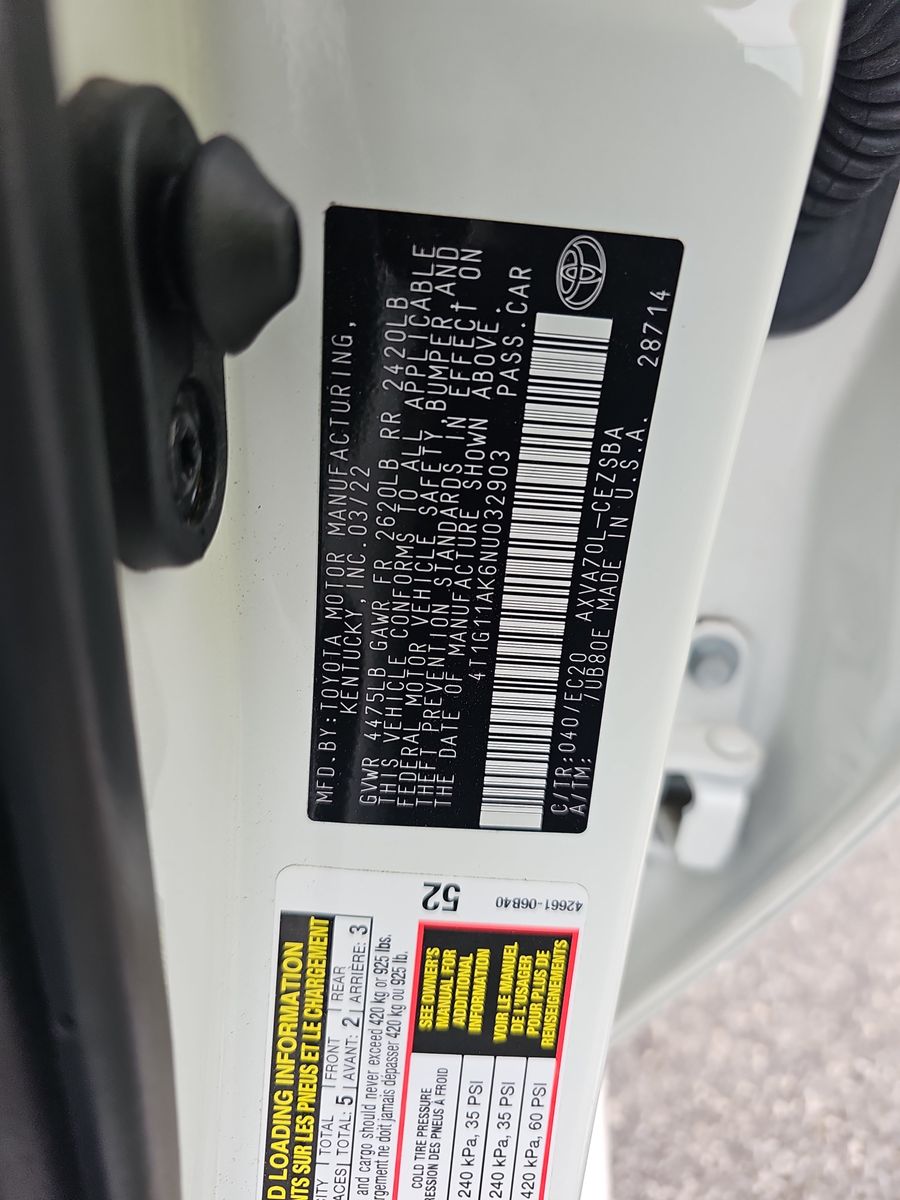 MFD.BY:TOYOTA MOTOR MANUFACTURING,
KENTUCKY, INC.03/22
GVWR 4475LB GAWR FR 2620LB RR 2420LB
THIS VEHICLE CONFORMS TO ALL APPLICABLE
FEDERAL MOTOR VEHICLE SAFETY, BUMPER, AND
THEFT PREVENTION STANDARDS IN EFFECT ON
THE DATE OF MANUFACTURE SHOWN ABOVE.
4T1G11AK6NU032903 PASS.CAR
C/TR:040/EC20 AXVA70L-CEZSBA
A/TM: /UB80E MADE IN U.S.A. 28714
LOADING INFORMATION
SUR LES PNEUS ET LE CHARGEMENT
TOTAL FRONT REAR
TOTAL: 5 AVANT: 2 ARRIÈRE: 3
and cargo should never exceed 420 kg or 925 lbs.
ne doit jamais dépasser 420 kg ou 925 lb.
52
COLD TIRE PRESSURE
DES PNEUS À FROID
240 kPa, 35 PSI
240 kPa, 35 PSI
420 kPa, 60 PSI
SEE OWNER'S
MANUAL FOR
ADDITIONAL
INFORMATION
VOIR LE MANUEL
DE L'USAGER
POUR PLUS DE
RENSEIGNEMENTS
42661-06B40